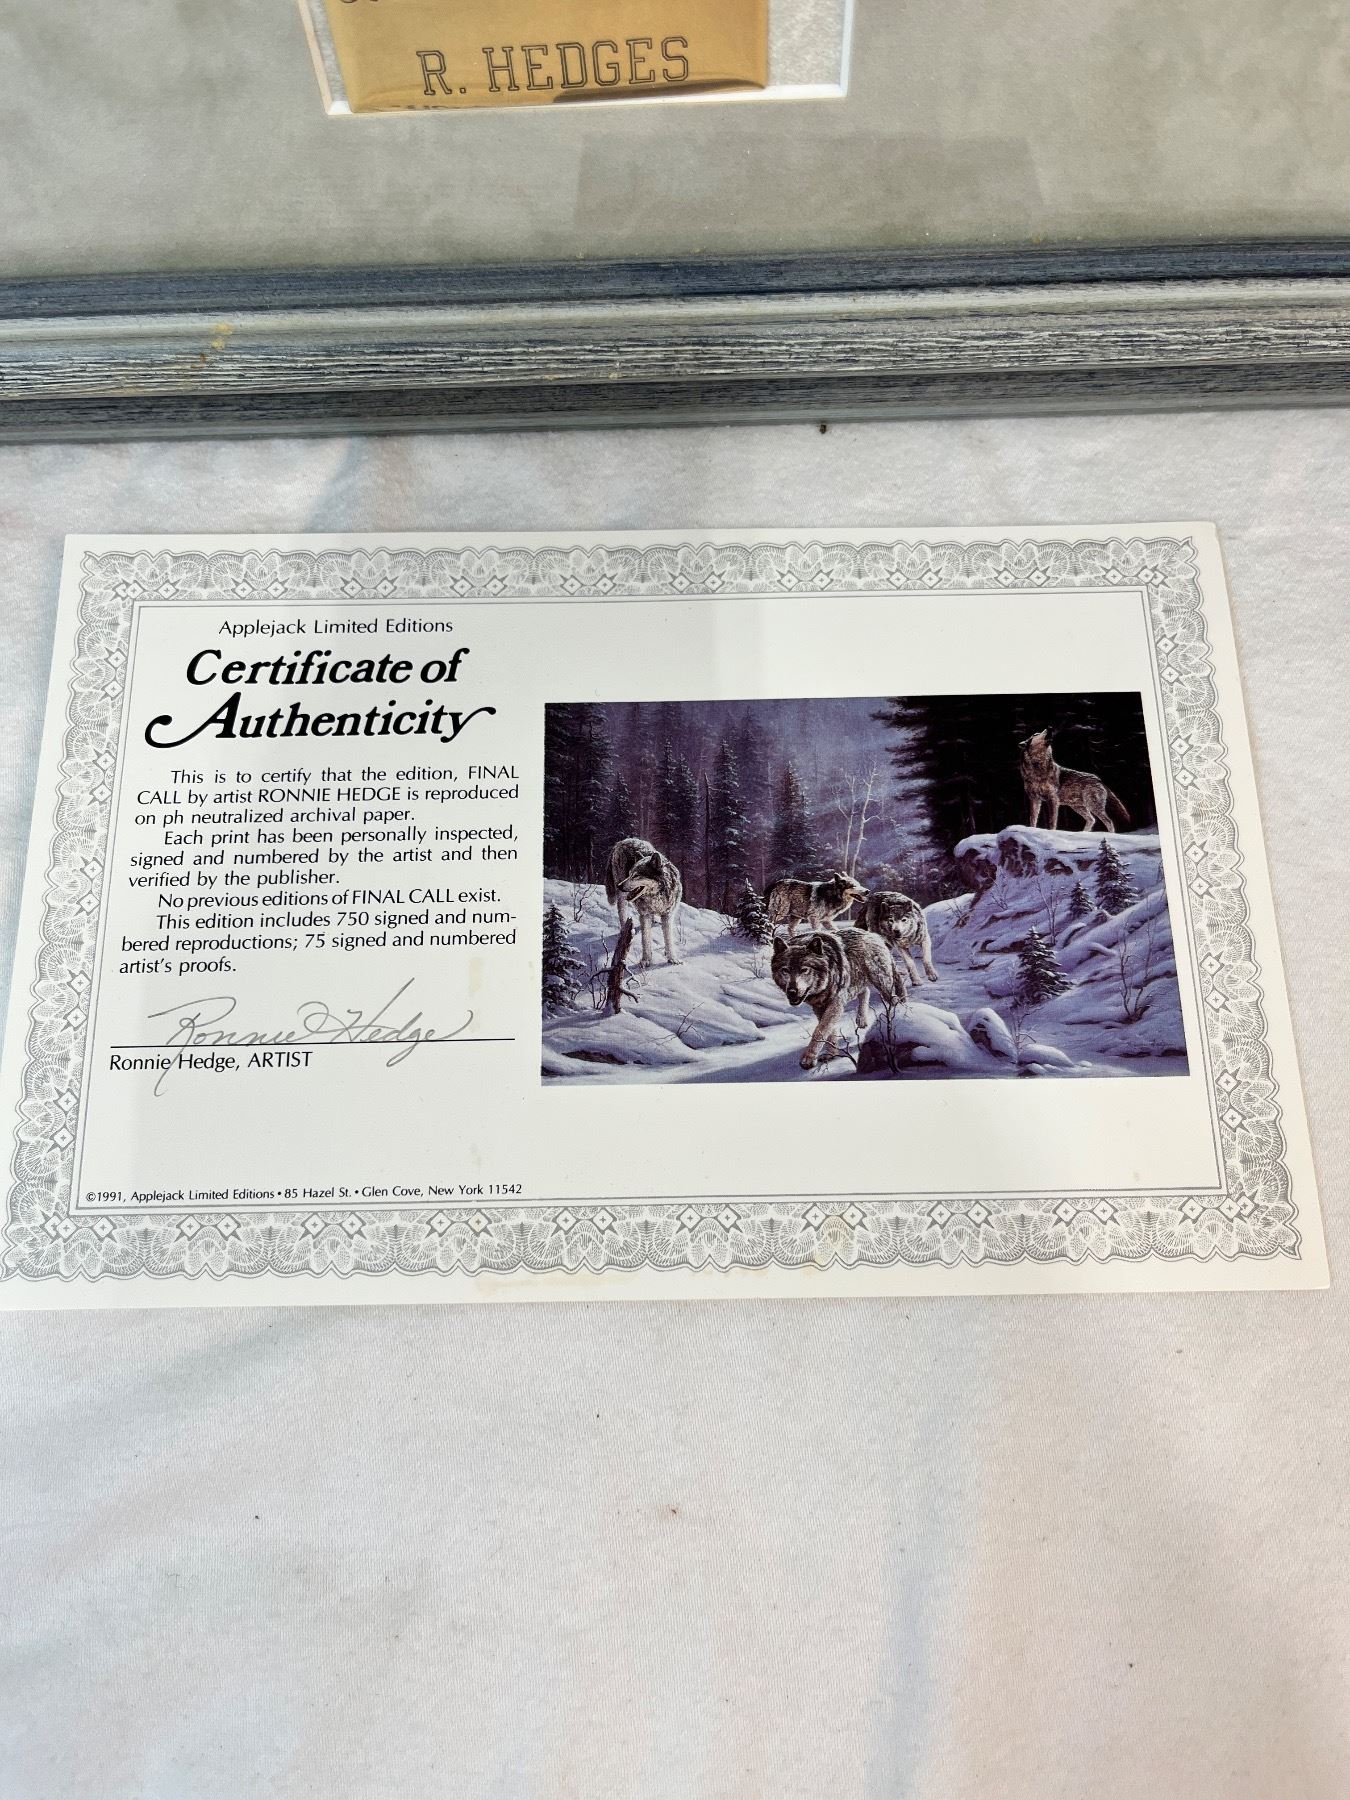 R. HEDGES
Applejack Limited Editions
Certificate of
Authenticity
This is to certify that the edition, FINAL
CALL by artist RONNIE HEDGE is reproduced
on ph neutralized archival paper.
Each print has been personally inspected,
signed and numbered by the artist and then
verified by the publisher.
No previous editions of FINAL CALL exist.
This edition includes 750 signed and num-
bered reproductions; 75 signed and numbered
artist's proofs.
Ronnie Hedge
Ronnie Hedge, ARTIST
©1991, Applejack Limited Editions • 85 Hazel St. • Glen Cove, New York 11542